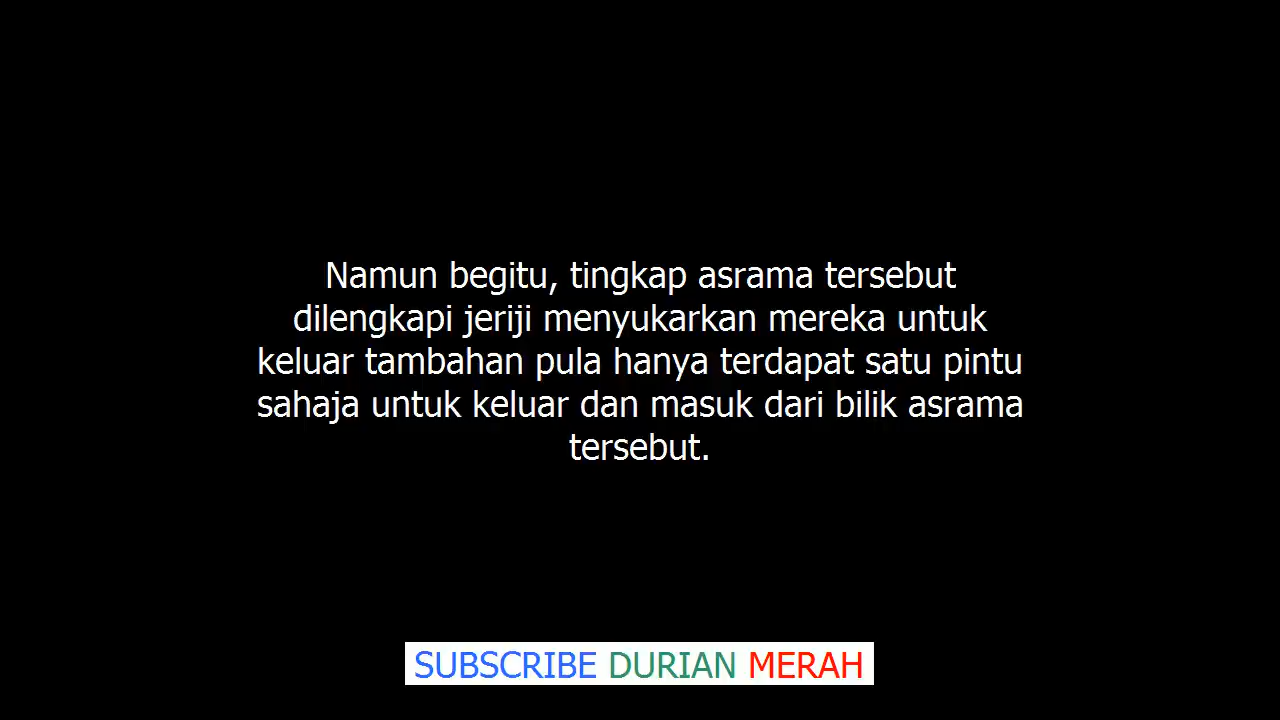 Namun begitu, tingkap asrama tersebut
dilengkapi jeriji menyukarkan mereka untuk
keluar tambahan pula hanya terdapat satu pintu
sahaja untuk keluar dan masuk dari bilik asrama
tersebut.
SUBSCRIBE DURIAN MERAH